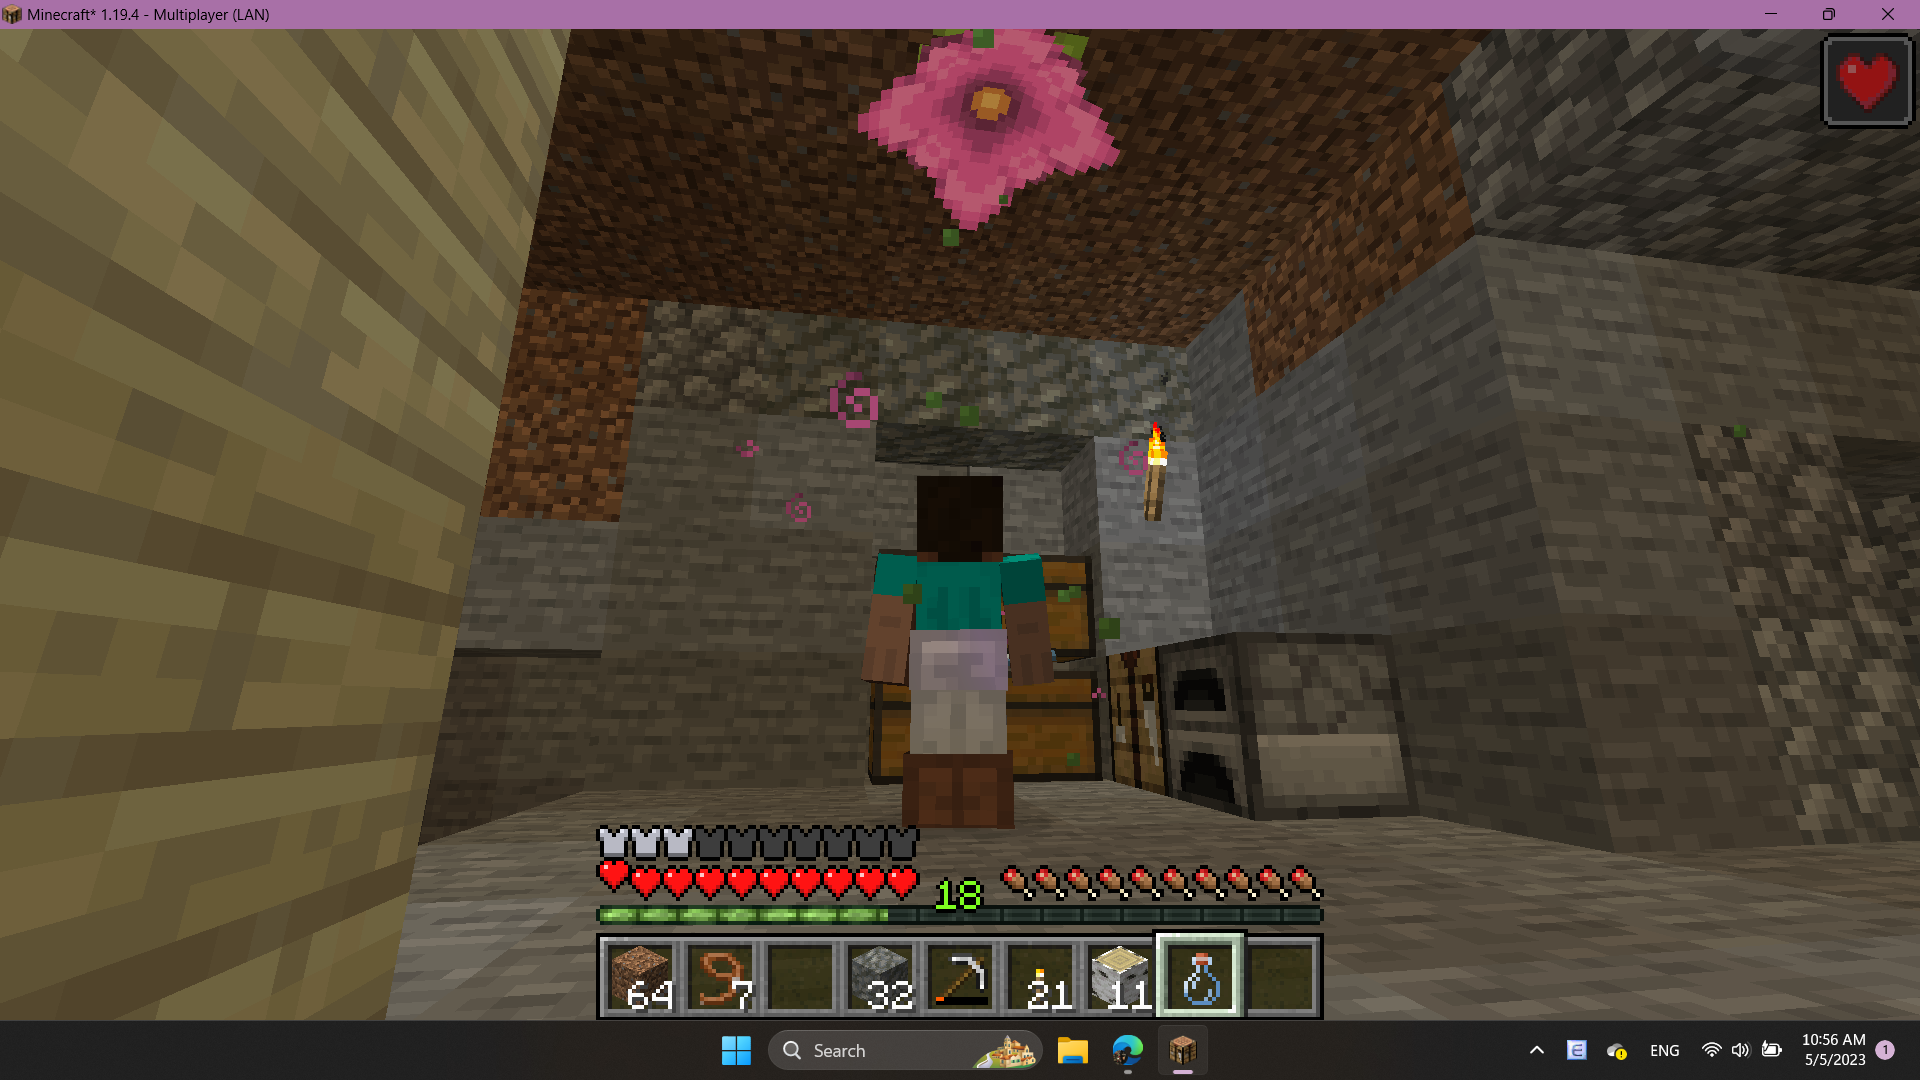 Minecraft* 1.19.4 - Multiplayer (LAN)
18
64 7 32 21 11
Search
ENG
10:56 AM
5/5/2023
1